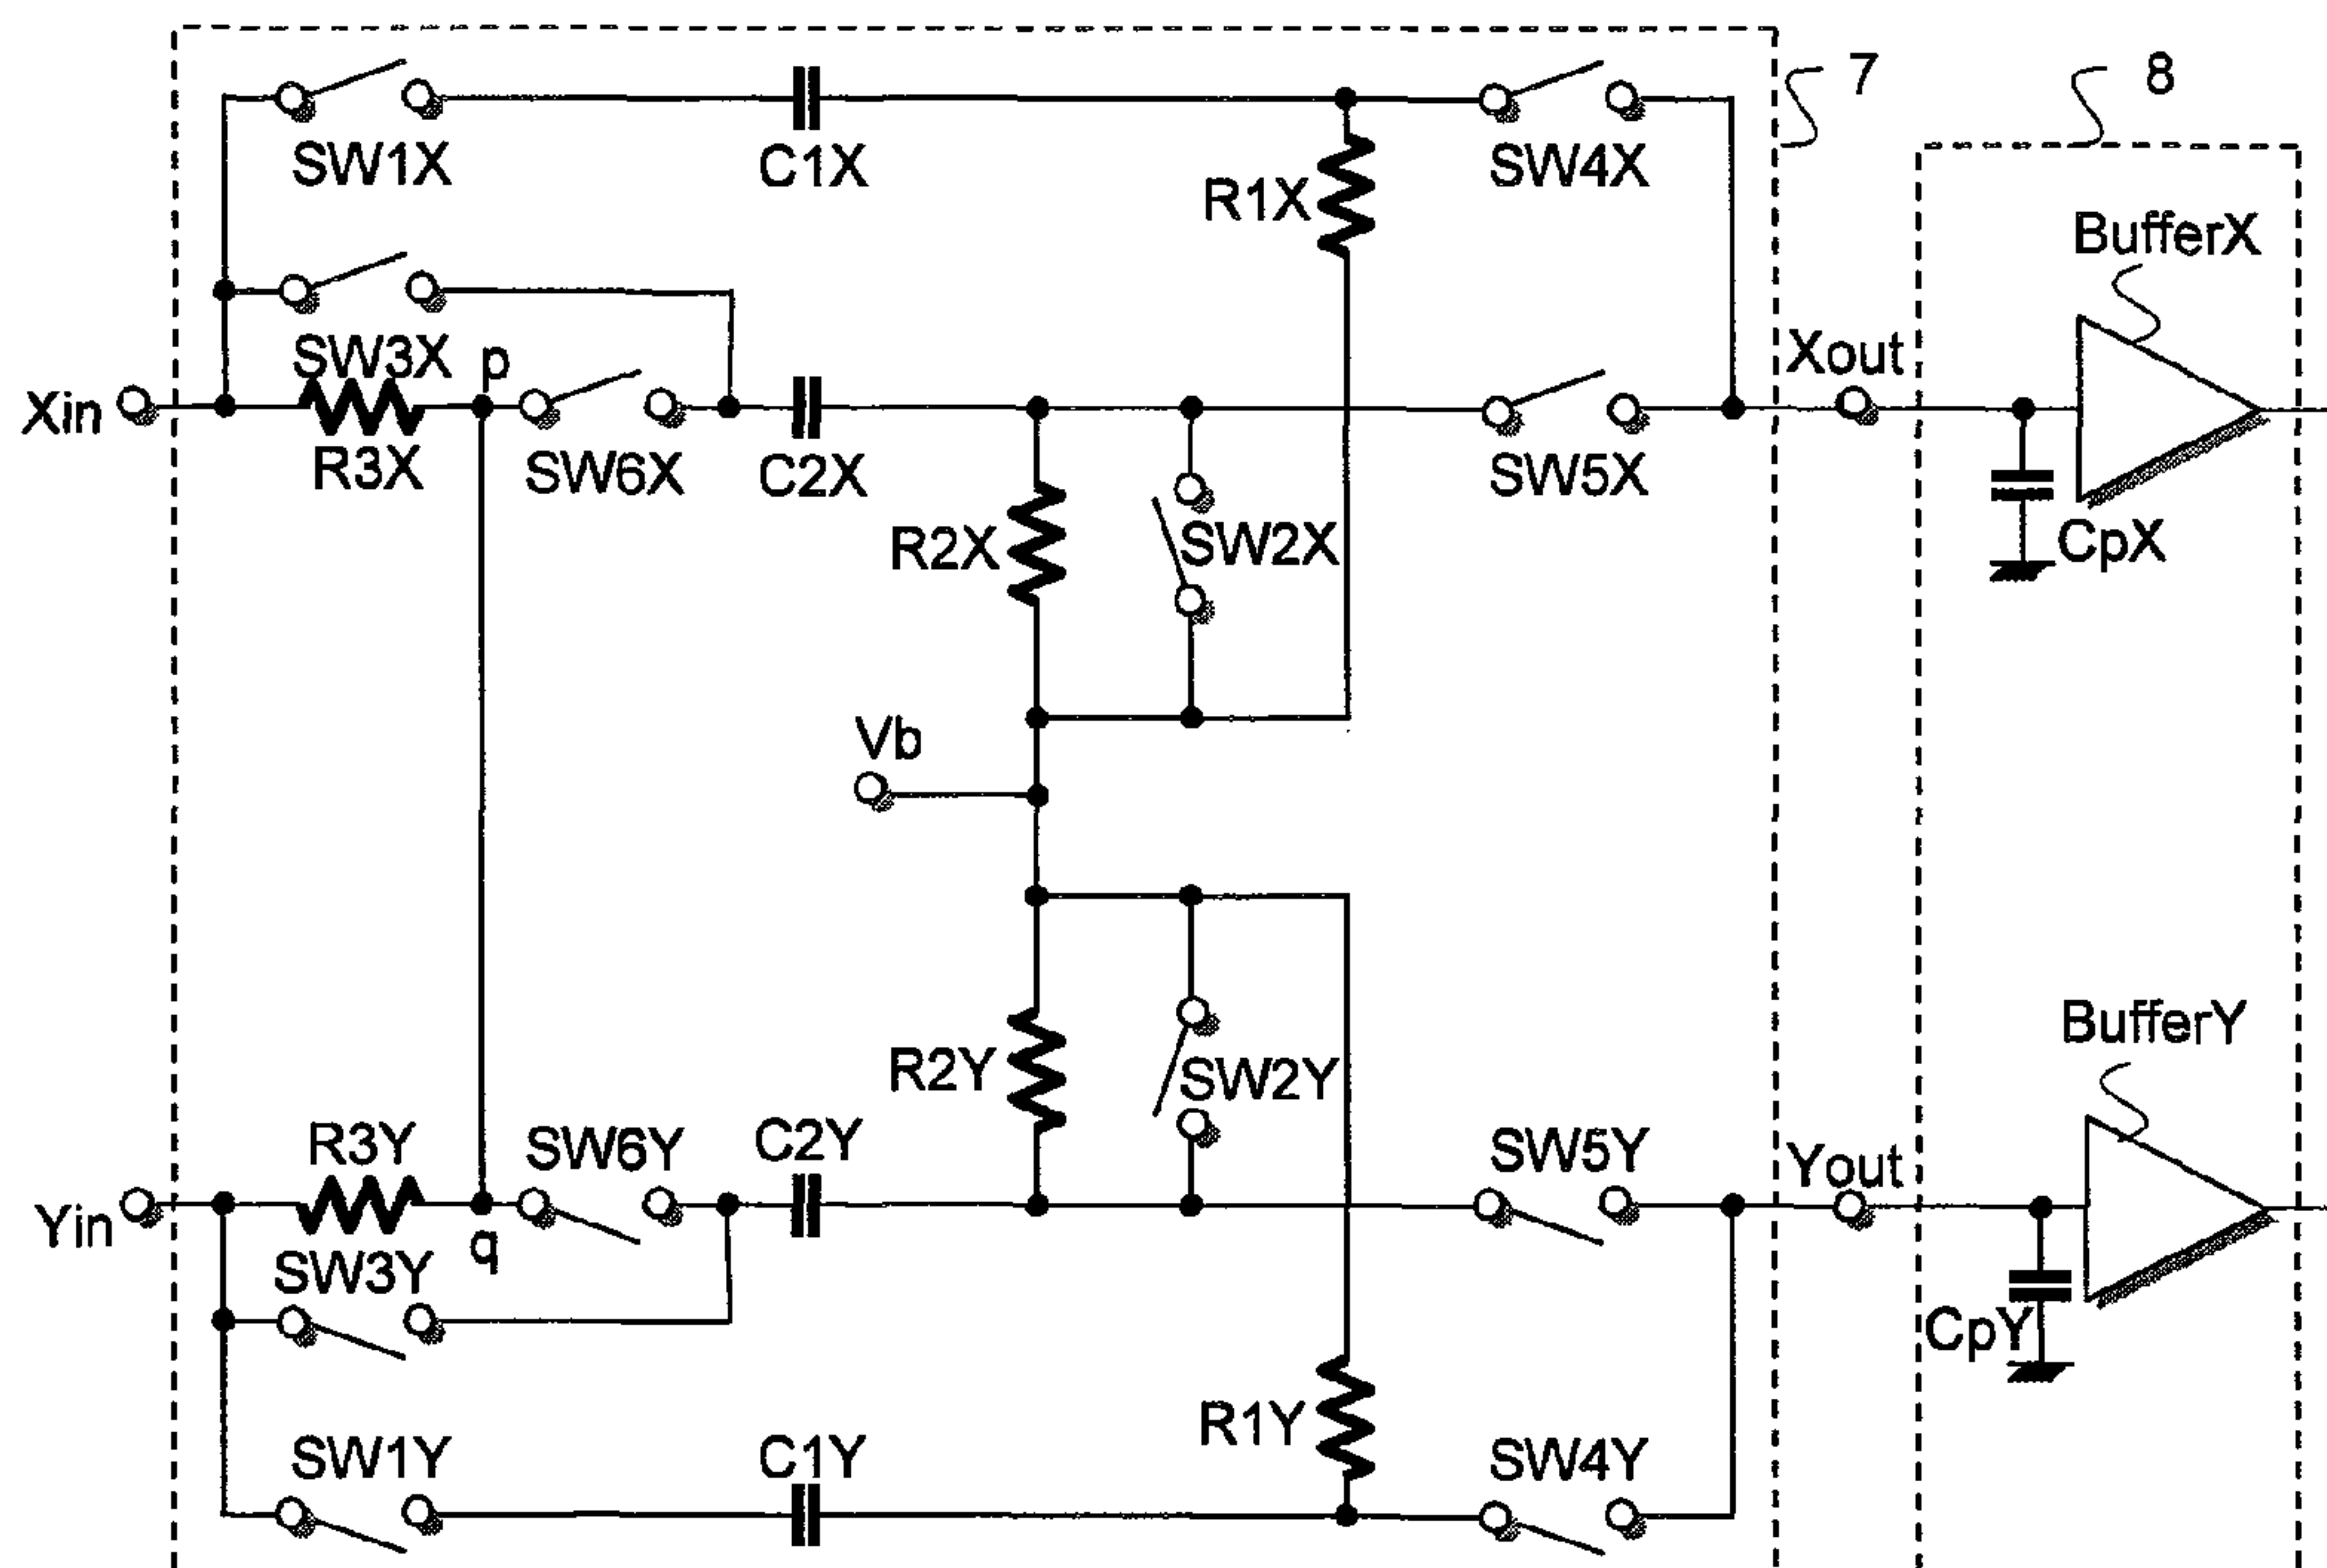 7
8
SW1X
C1X
R1X
SW4X
BufferX
SW3X
p
Xout
Xin
R3X
SW6X
C2X
SW5X
R2X
SW2X
CpX
Vb
BufferY
R2Y
SW2Y
R3Y
SW6Y
C2Y
SW5Y
Yout
Yin
q
SW3Y
CpY
R1Y
SW1Y
C1Y
SW4Y